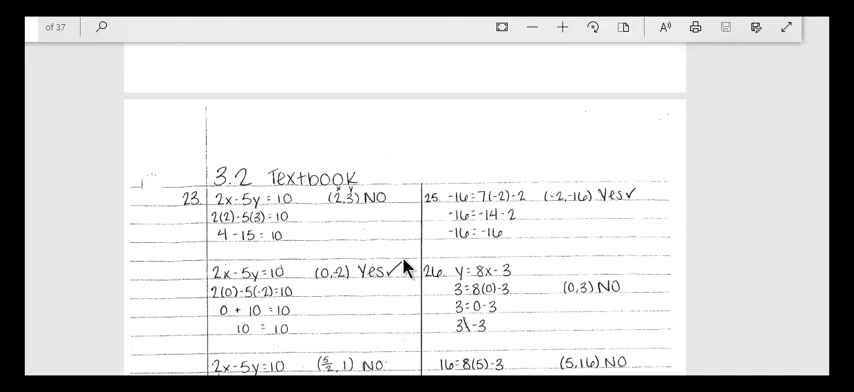 of 37
3.2 Textbook
23. 2x-5y=10 (2,3) NO
x y
2(2)-5(3)=10
4-15=10
2x-5y=10 (0,-2) Yes✓
2(0)-5(-2)=10
0+10=10
10=10
2x-5y=10 (5/2,1) NO
25. -16=7(-2)-2 (-2,-16) Yes✓
-16=-14-2
-16=-16
26. y=8x-3
3=8(0)-3 (0,3) NO
3=0-3
3\-3
16=8(5)-3 (5,16) NO